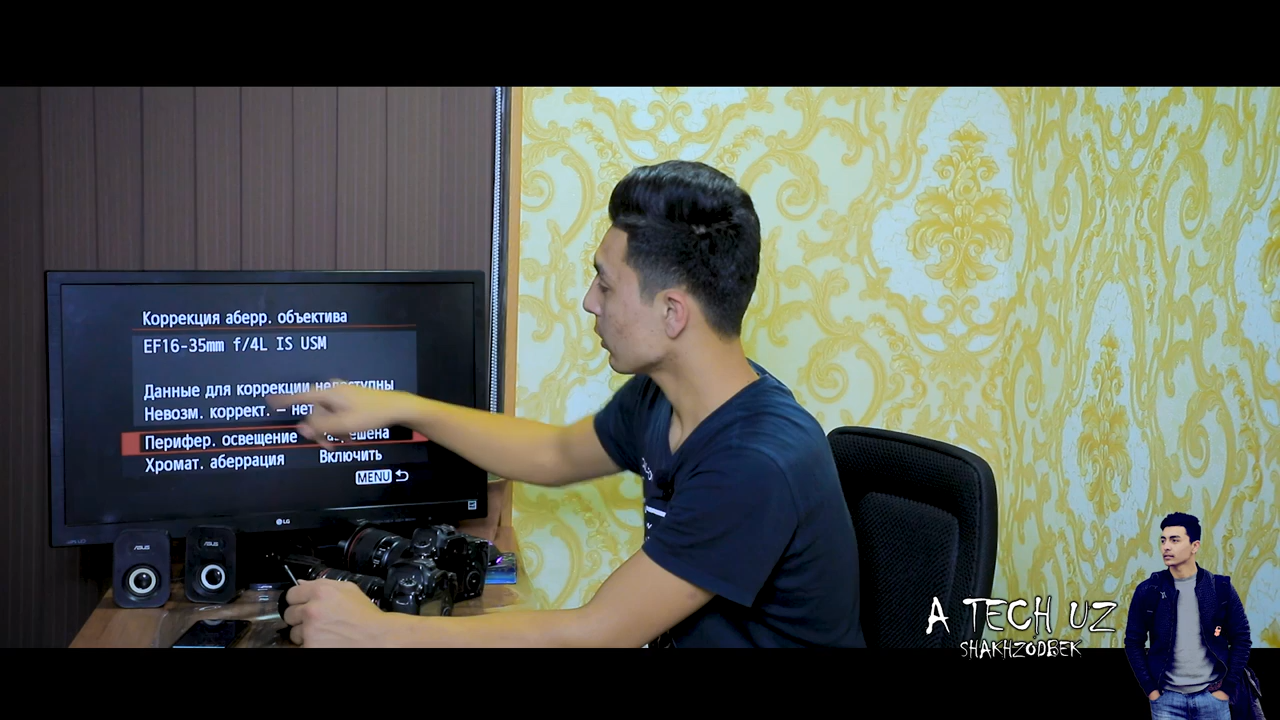 Коррекция аберр. объектива
EF16-35mm f/4L IS USM
Данные для коррекции недоступны
Невозм. коррект. – нет
Перифер. освещение
Хромат. аберрация Включить
MENU
LG
ASUS
ASUS
A TECH UZ
SHAKHZODBEK